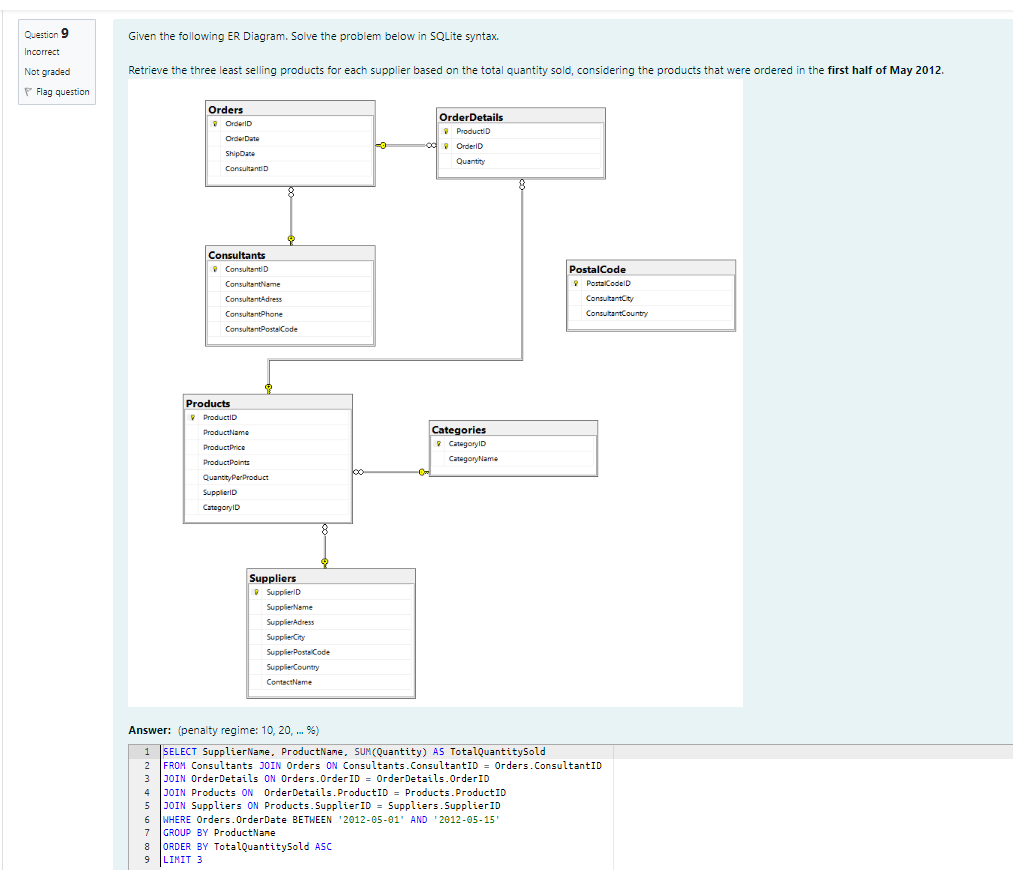 Question 9
Incorrect
Not graded
Flag question
Given the following ER Diagram. Solve the problem below in SQLite syntax.
Retrieve the three least selling products for each supplier based on the total quantity sold, considering the products that were ordered in the first half of May 2012.
Orders
OrderID
OrderDate
ShipDate
ConsultantID
OrderDetails
ProductID
OrderID
Quantity
Consultants
ConsultantID
ConsultantName
ConsultantAdress
ConsultantPhone
ConsultantPostalCode
PostalCode
PostalCodeID
ConsultantCity
ConsultantCountry
Products
ProductID
ProductName
ProductPrice
ProductPoints
QuantityPerProduct
SupplierID
CategoryID
Categories
CategoryID
CategoryName
Suppliers
SupplierID
SupplierName
SupplierAdress
SupplierCity
SupplierPostalCode
SupplierCountry
ContactName
Answer: (penalty regime: 10, 20, ... %)
1 SELECT SupplierName, ProductName, SUM(Quantity) AS TotalQuantitySold
2 FROM Consultants JOIN Orders ON Consultants.ConsultantID = Orders.ConsultantID
3 JOIN OrderDetails ON Orders.OrderID = OrderDetails.OrderID
4 JOIN Products ON  OrderDetails.ProductID = Products.ProductID
5 JOIN Suppliers ON Products.SupplierID = Suppliers.SupplierID
6 WHERE Orders.OrderDate BETWEEN '2012-05-01' AND '2012-05-15'
7 GROUP BY ProductName
8 ORDER BY TotalQuantitySold ASC
9 LIMIT 3